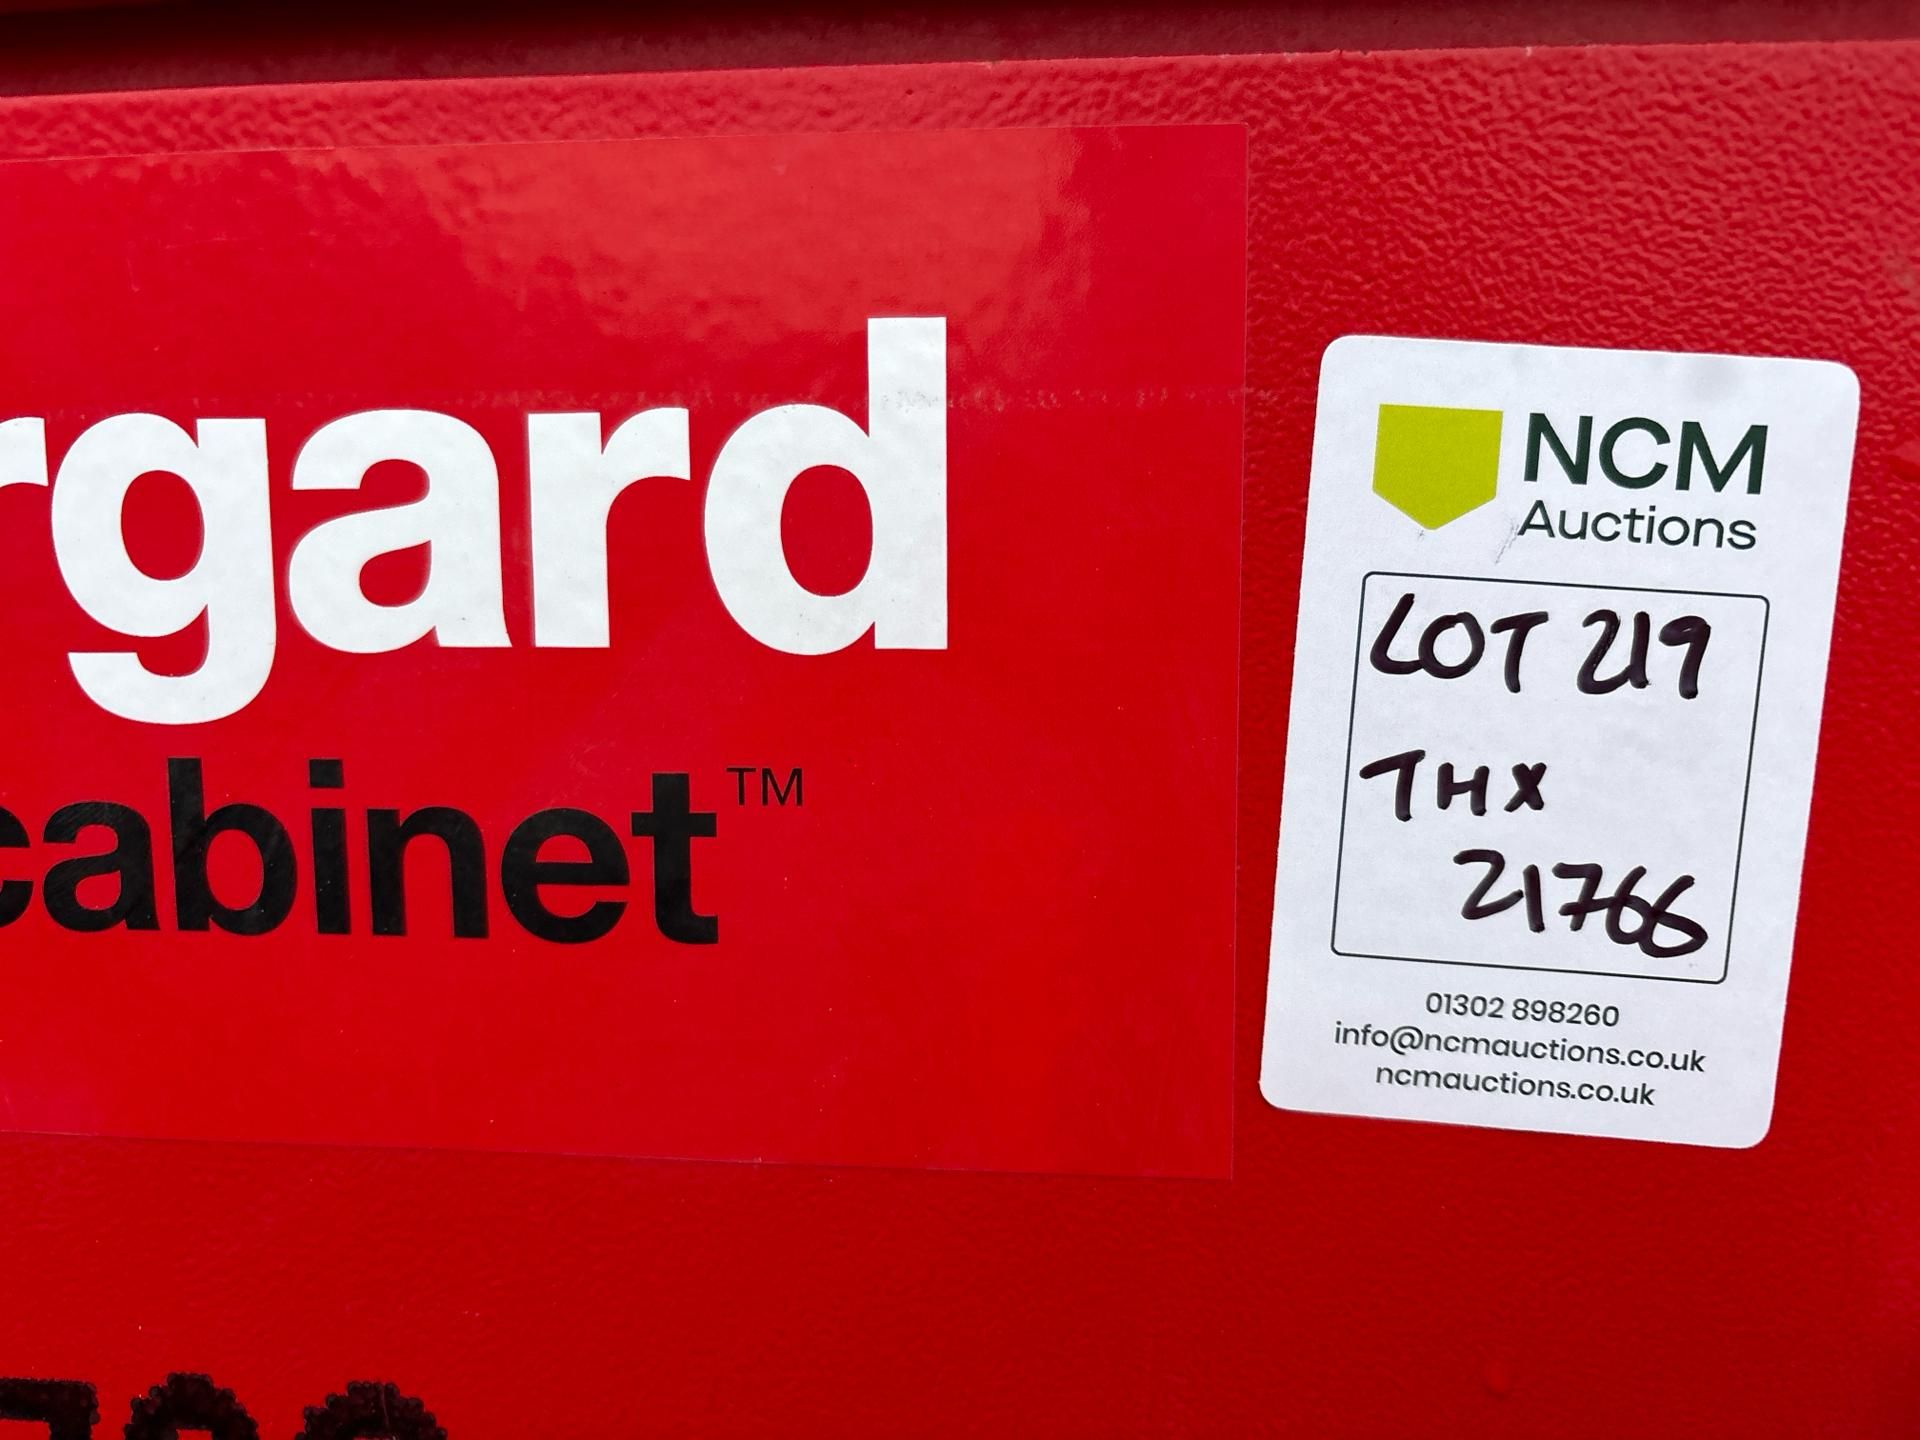 rgard
cabinet™
NCM
Auctions
LOT 219
THX
21766
01302 898260
info@ncmauctions.co.uk
ncmauctions.co.uk